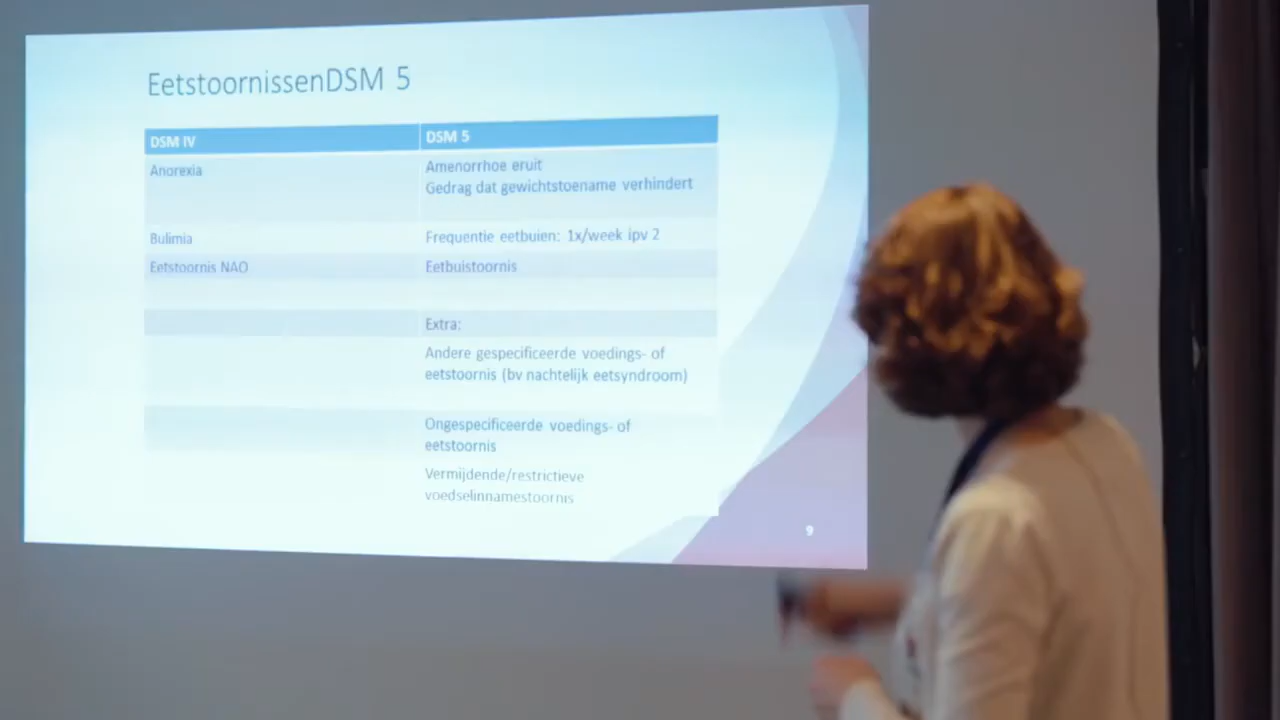 EetstoornissenDSM 5
DSM IV
DSM 5
Anorexia
Amenorrhoe eruit
Gedrag dat gewichtstoename verhindert
Bulimia
Frequentie eetbuien: 1x/week ipv 2
Eetstoornis NAO
Eetbuistoornis
Extra:
Andere gespecificeerde voedings- of
eetstoornis (bv nachtelijk eetsyndroom)
Ongespecificeerde voedings- of
eetstoornis
Vermijdende/restrictieve
voedselinnamestoornis
9